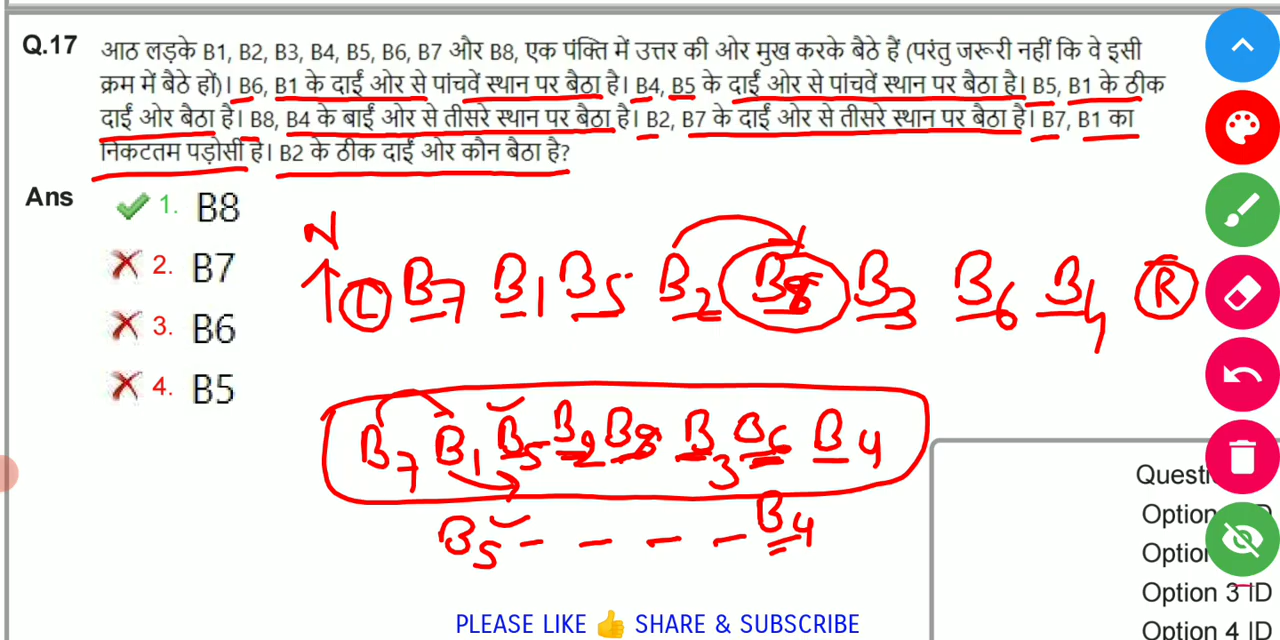 Q.17 आठ लड़के B1, B2, B3, B4, B5, B6, B7 और B8, एक पंक्ति में उत्तर की ओर मुख करके बैठे हैं (परंतु जरूरी नहीं कि वे इसी
क्रम में बैठे हों)। B6, B1 के दाईं ओर से पांचवें स्थान पर बैठा है। B4, B5 के दाईं ओर से पांचवें स्थान पर बैठा है। B5, B1 के ठीक
दाईं ओर बैठा है। B8, B4 के बाईं ओर से तीसरे स्थान पर बैठा है। B2, B7 के दाईं ओर से तीसरे स्थान पर बैठा है। B7, B1 का
निकटतम पड़ोसी है। B2 के ठीक दाईं ओर कौन बैठा है?
Ans 1. B8
2. B7
3. B6
4. B5
N
L B7 B1 B5 B2 B8 B3 B6 B4 R
B7 B1 B5 B2 B8 B3 B6 B4
B5 - - - - B4
Questi
Option
Option
Option 3 ID
Option 4 ID
PLEASE LIKE 👍 SHARE & SUBSCRIBE